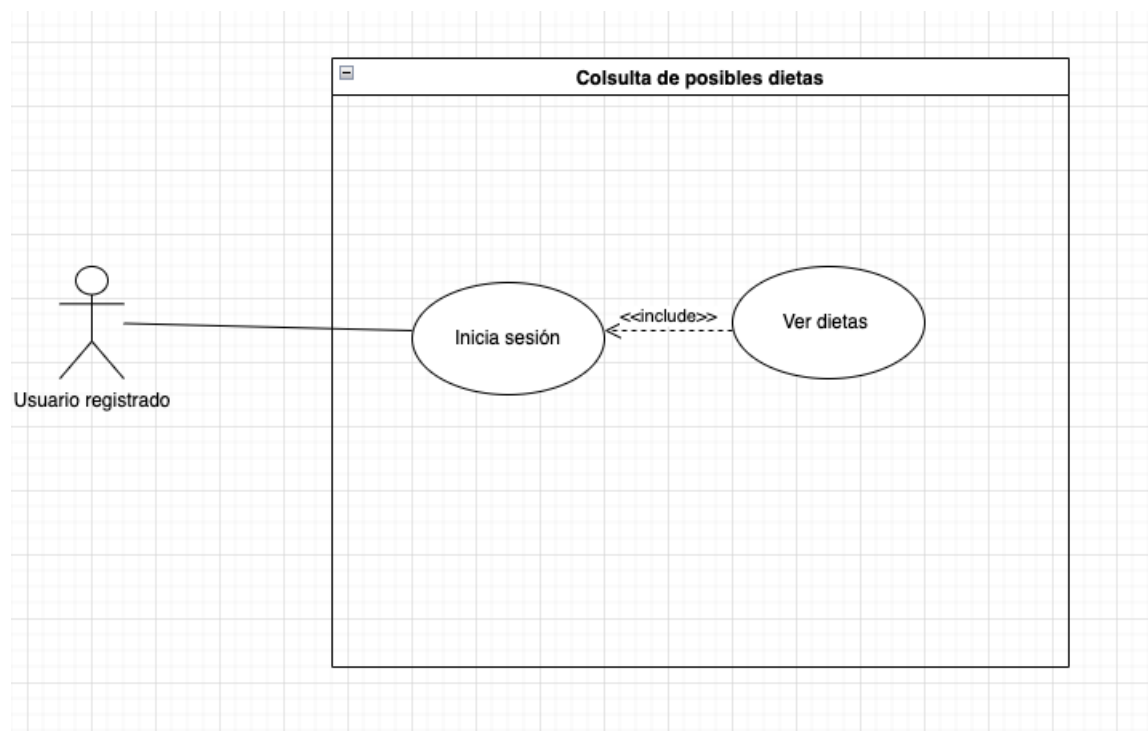 Colsulta de posibles dietas
<<include>>
Ver dietas
Inicia sesión
Usuario registrado